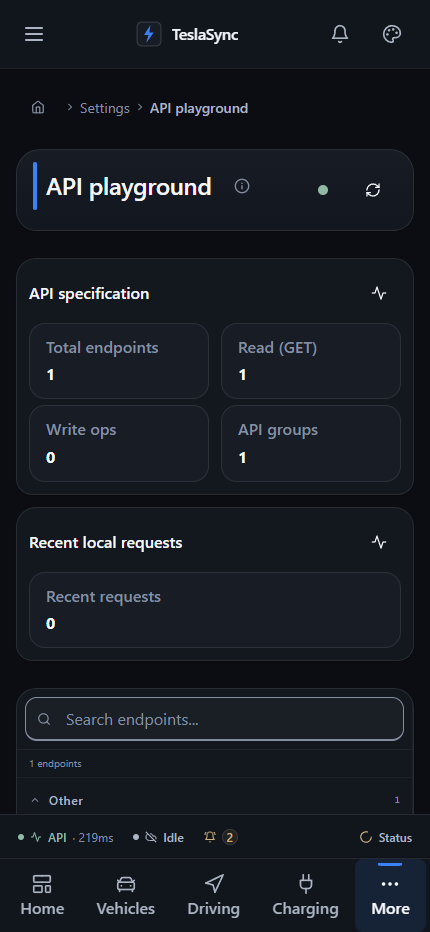 TeslaSync
Settings API playground
API playground
API specification
Total endpoints
1
Read (GET)
1
Write ops
0
API groups
1
Recent local requests
Recent requests
0
Search endpoints...
1 endpoints
Other 1
API · 219ms Idle 2 Status
Home Vehicles Driving Charging More